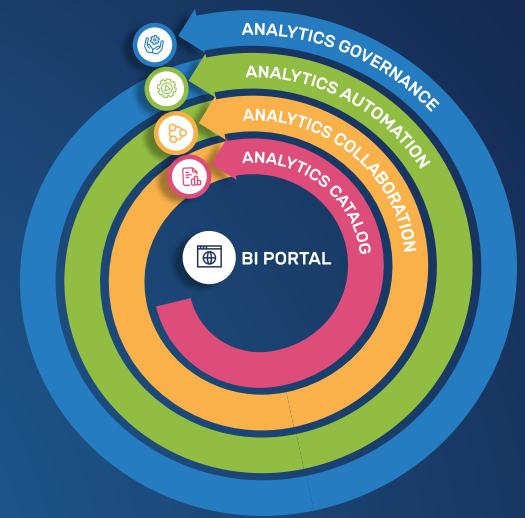 ANALYTICS GOVERNANCE
ANALYTICS AUTOMATION
ANALYTICS COLLABORATION
ANALYTICS CATALOG
BI PORTAL